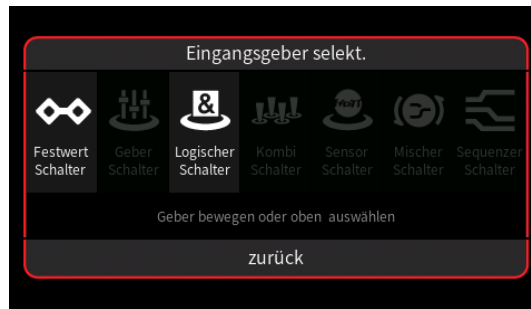 Eingangsgeber selekt.
&
Festwert Geber Logischer Kombi Sensor Mischer Sequenzer
Schalter Schalter Schalter Schalter Schalter Schalter Schalter
Geber bewegen oder oben auswählen
zurück